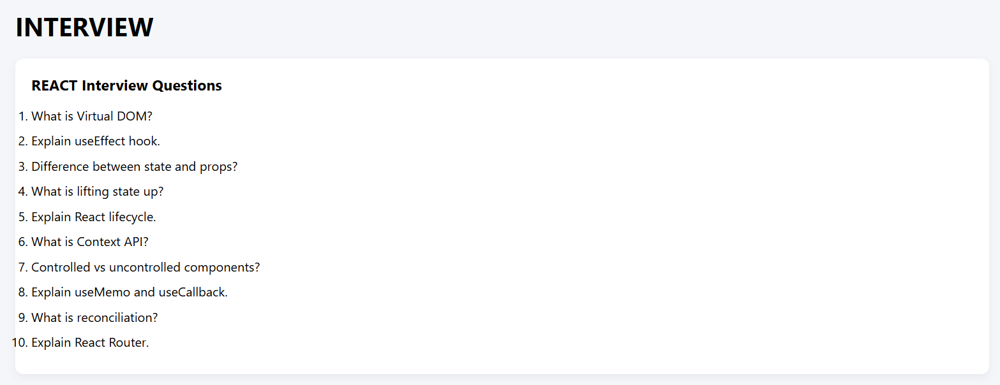 INTERVIEW
REACT Interview Questions
1. What is Virtual DOM?
2. Explain useEffect hook.
3. Difference between state and props?
4. What is lifting state up?
5. Explain React lifecycle.
6. What is Context API?
7. Controlled vs uncontrolled components?
8. Explain useMemo and useCallback.
9. What is reconciliation?
10. Explain React Router.